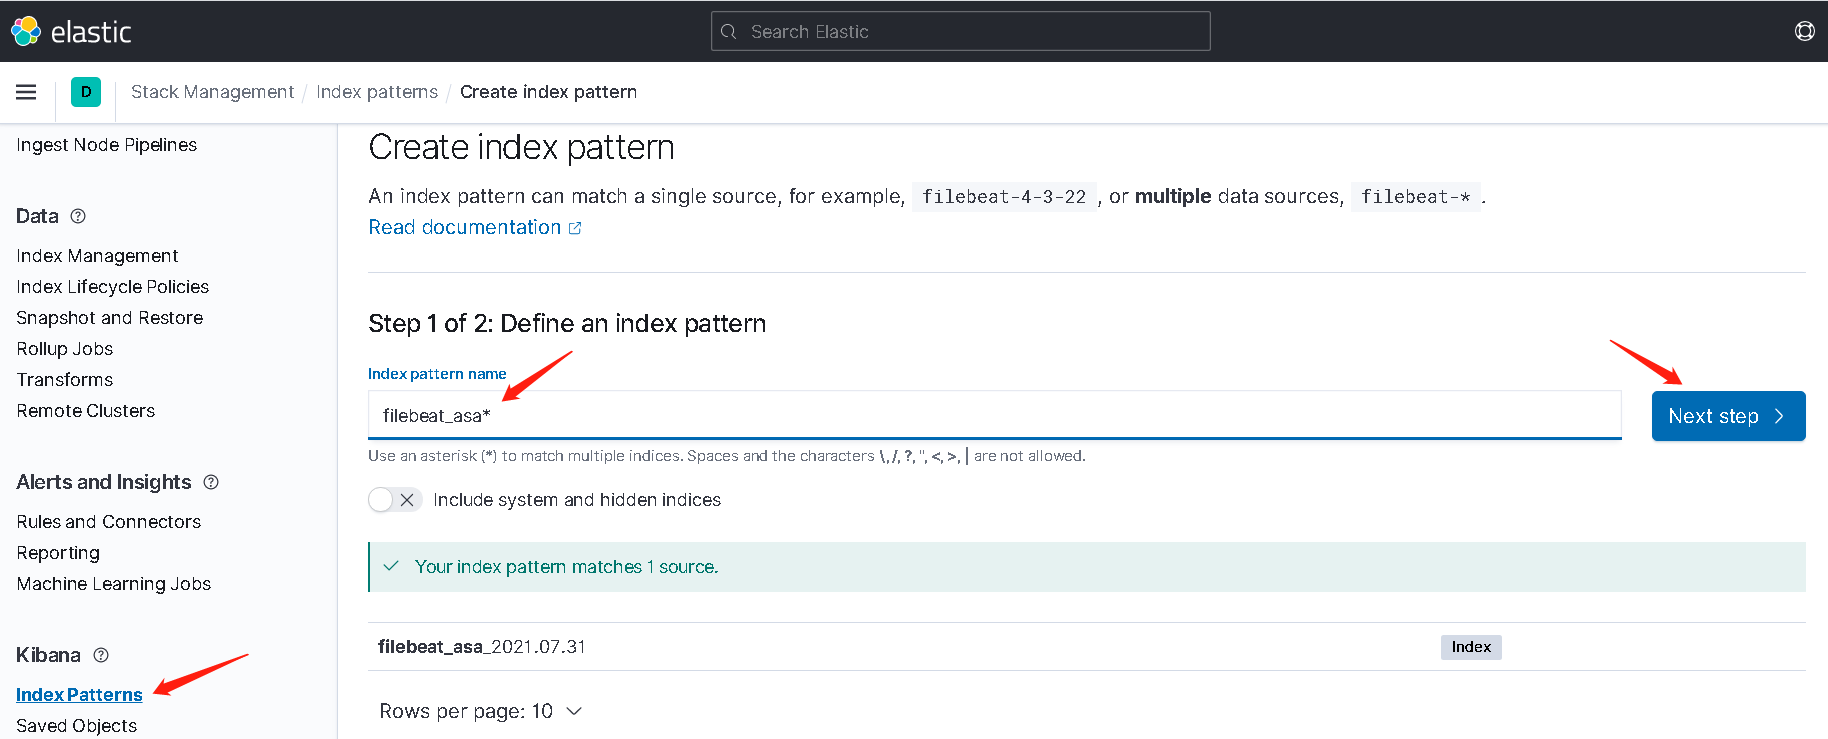 elastic
Search Elastic
D
Stack Management / Index patterns / Create index pattern
Ingest Node Pipelines
Data
Index Management
Index Lifecycle Policies
Snapshot and Restore
Rollup Jobs
Transforms
Remote Clusters
Alerts and Insights
Rules and Connectors
Reporting
Machine Learning Jobs
Kibana
Index Patterns
Saved Objects
Create index pattern
An index pattern can match a single source, for example, filebeat-4-3-22 , or multiple data sources, filebeat-* .
Read documentation
Step 1 of 2: Define an index pattern
Index pattern name
filebeat_asa*
Next step
Use an asterisk (*) to match multiple indices. Spaces and the characters \, /, ?, ", <, >, | are not allowed.
Include system and hidden indices
Your index pattern matches 1 source.
filebeat_asa_2021.07.31 Index
Rows per page: 10